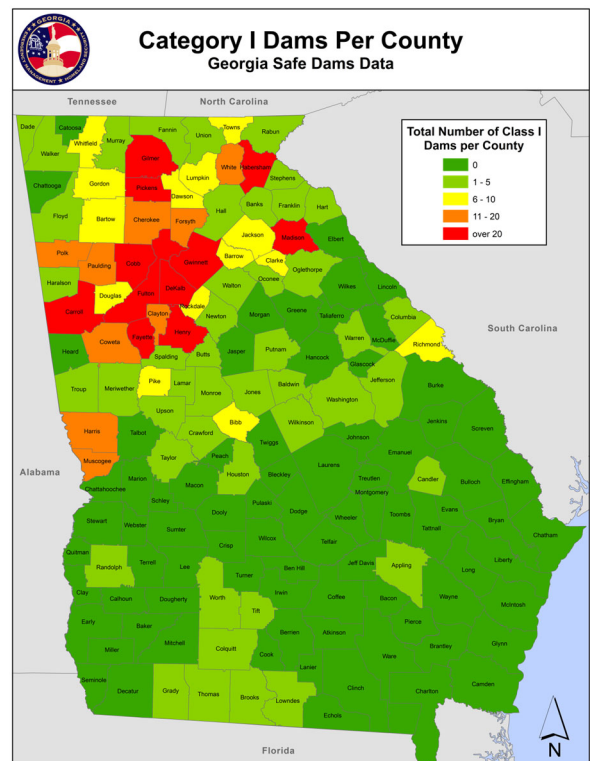 GEORGIA
EMERGENCY MANAGEMENT
HOMELAND SECURITY
Category I Dams Per County
Georgia Safe Dams Data
Tennessee
North Carolina
Total Number of Class I
Dams per County
0
1 - 5
6 - 10
11 - 20
over 20
Dade
Catoosa
Whitfield
Murray
Fannin
Union
Towns
Rabun
Walker
Gilmer
White
Habersham
Lumpkin
Stephens
Chattooga
Gordon
Pickens
Dawson
Banks
Franklin
Hart
Floyd
Bartow
Cherokee
Forsyth
Hall
Jackson
Madison
Elbert
Polk
Paulding
Cobb
Gwinnett
Barrow
Clarke
Oglethorpe
Oconee
Wilkes
Lincoln
Haralson
Douglas
Fulton
DeKalb
Rockdale
Walton
Morgan
Greene
Taliaferro
Columbia
McDuffie
South Carolina
Carroll
Clayton
Newton
Henry
Fayette
Coweta
Heard
Spalding
Butts
Jasper
Putnam
Hancock
Warren
Glascock
Richmond
Jefferson
Burke
Troup
Meriwether
Pike
Lamar
Monroe
Jones
Baldwin
Washington
Upson
Bibb
Wilkinson
Jenkins
Screven
Harris
Talbot
Crawford
Twiggs
Johnson
Emanuel
Alabama
Muscogee
Taylor
Peach
Houston
Bleckley
Laurens
Treutlen
Candler
Bulloch
Effingham
Chattahoochee
Marion
Macon
Montgomery
Schley
Pulaski
Dooly
Dodge
Wheeler
Toombs
Evans
Tattnall
Bryan
Chatham
Stewart
Webster
Sumter
Wilcox
Telfair
Crisp
Quitman
Randolph
Terrell
Lee
Turner
Ben Hill
Jeff Davis
Appling
Long
Liberty
Clay
Calhoun
Dougherty
Worth
Tift
Irwin
Coffee
Bacon
Wayne
McIntosh
Early
Baker
Mitchell
Berrien
Atkinson
Pierce
Miller
Colquitt
Cook
Lanier
Ware
Brantley
Glynn
Seminole
Decatur
Grady
Thomas
Brooks
Lowndes
Clinch
Charlton
Camden
Echols
Florida
N